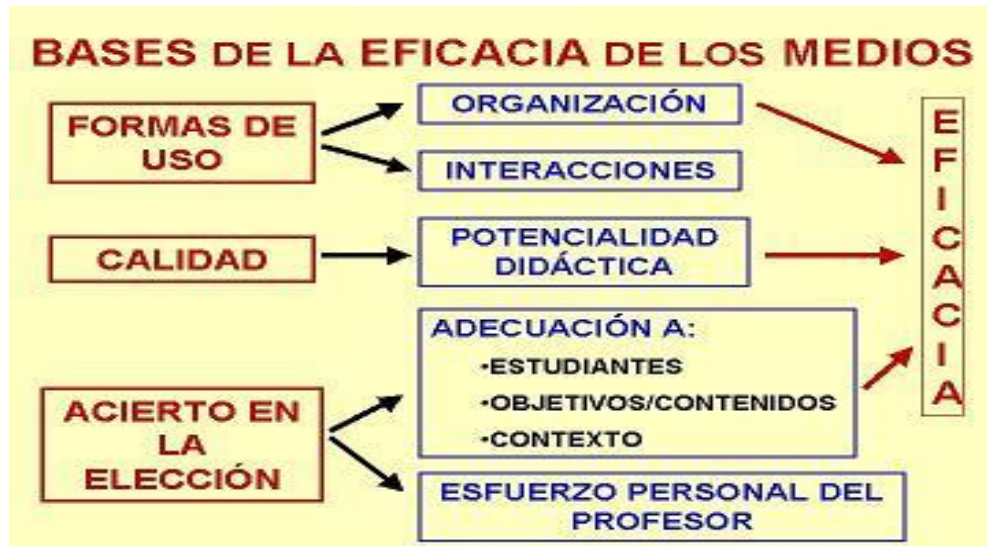 BASES DE LA EFICACIA DE LOS MEDIOS
FORMAS DE
USO
ORGANIZACIÓN
INTERACCIONES
CALIDAD
POTENCIALIDAD
DIDÁCTICA
ACIERTO EN
LA
ELECCIÓN
ADECUACIÓN A:
•ESTUDIANTES
•OBJETIVOS/CONTENIDOS
•CONTEXTO
ESFUERZO PERSONAL DEL
PROFESOR
EFICACIA